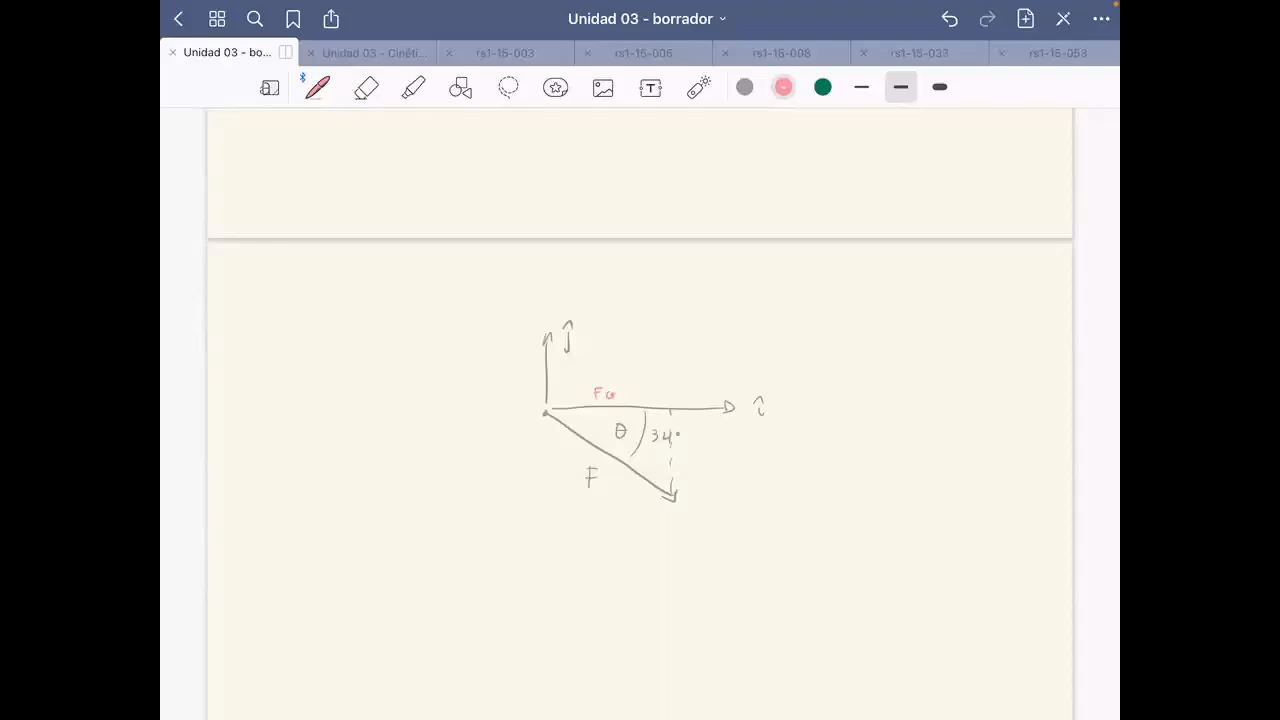 Unidad 03 - borrador
Unidad 03 - bo... Unidad 03 - Cinéti... rs1-15-003 rs1-15-006 rs1-15-008 rs1-15-033 rs1-15-053
T
ĵ
î
θ 34°
F